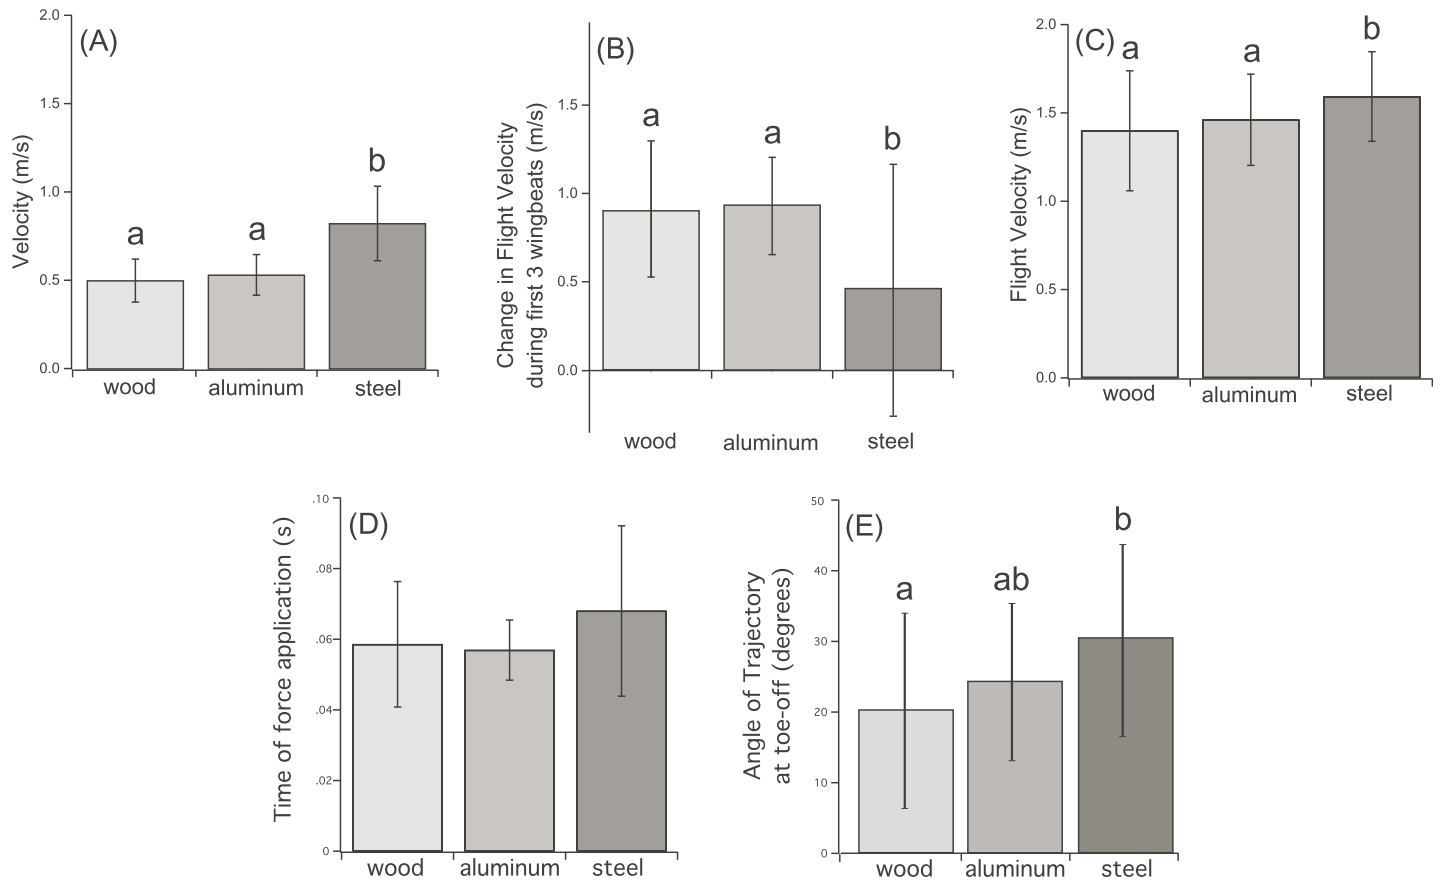 (A)
Velocity (m/s)
2.0
1.5
1.0
0.5
0.0
a
a
b
wood
aluminum
steel
(B)
Change in Flight Velocity
during first 3 wingbeats (m/s)
1.5
1.0
0.5
0.0
a
a
b
wood
aluminum
steel
(C)
Flight Velocity (m/s)
2.0
1.5
1.0
0.5
0.0
a
a
b
wood
aluminum
steel
(D)
Time of force application (s)
.10
.08
.06
.04
.02
0
wood
aluminum
steel
(E)
Angle of Trajectory
at toe-off (degrees)
50
40
30
20
10
0
a
ab
b
wood
aluminum
steel